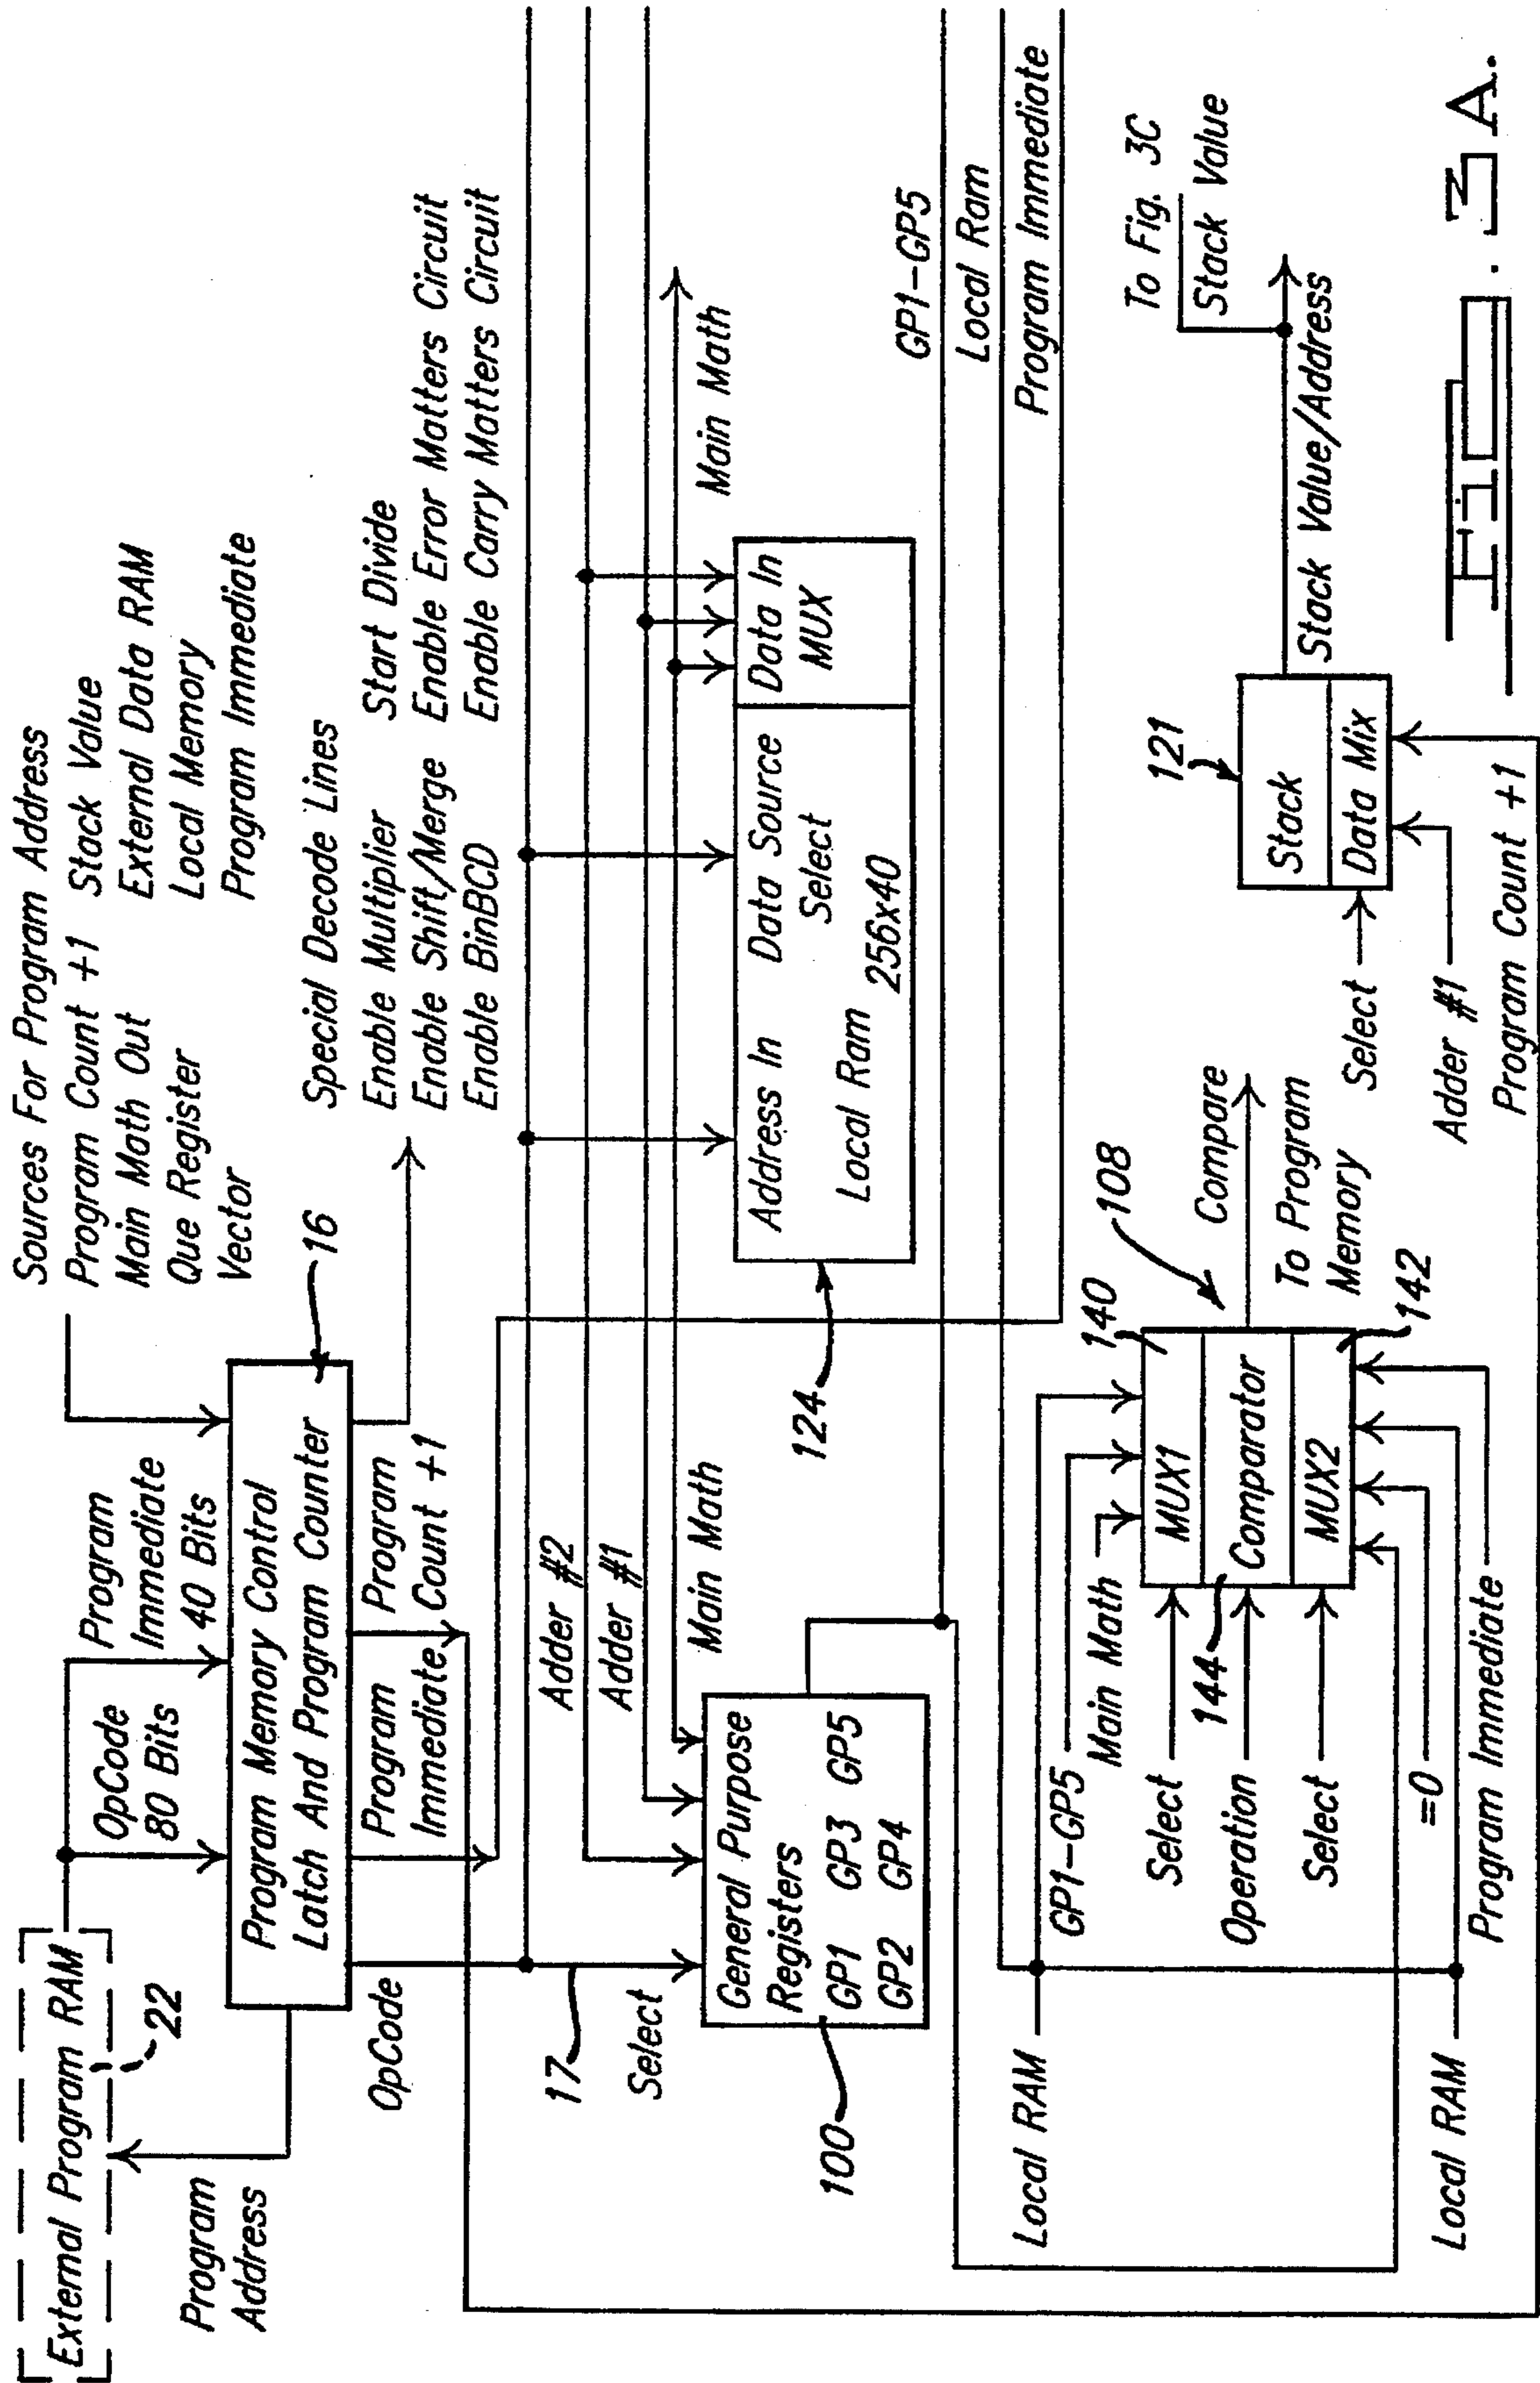 External Program RAM
22
Program
Address
OpCode
80 Bits
Program
Immediate
40 Bits
Sources For Program Address
Program Count +1 Stack Value
Main Math Out External Data RAM
Que Register Local Memory
Vector Program Immediate
16
Program Memory Control
Latch And Program Counter
Special Decode Lines
Enable Multiplier Start Divide
Enable Shift/Merge Enable Error Matters Circuit
Enable BinBCD Enable Carry Matters Circuit
OpCode
Program
Immediate
Program
Count +1
17
Select
Adder #2
Adder #1
Main Math
Main Math
General Purpose
Registers
GP1 GP3 GP5
GP2 GP4
100
Address In Data Source Data In
Select MUX
Local Ram 256x40
124
GP1-GP5
Local Ram
Program Immediate
Local RAM
GP1-GP5
Main Math
Select
144
Operation
Select
=0
Local RAM
Program Immediate
140
108
MUX1
Comparator
MUX2
142
Compare
To Program
Memory
121
Stack
Data Mix
Select
Adder #1
Program Count +1
To Fig. 3C
Stack Value
Stack Value/Address
Fig. 3A.